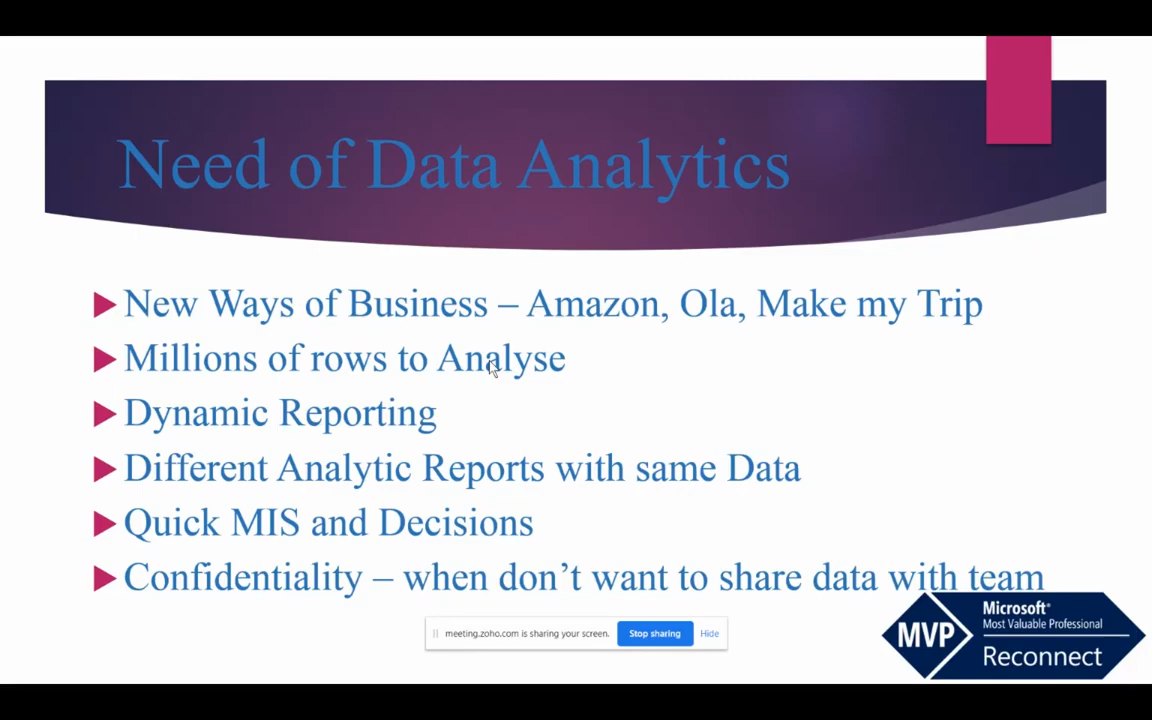 Need of Data Analytics
New Ways of Business – Amazon, Ola, Make my Trip
Millions of rows to Analyse
Dynamic Reporting
Different Analytic Reports with same Data
Quick MIS and Decisions
Confidentiality – when don't want to share data with team
meeting.zoho.com is sharing your screen. Stop sharing Hide
MVP
Microsoft®
Most Valuable Professional
Reconnect